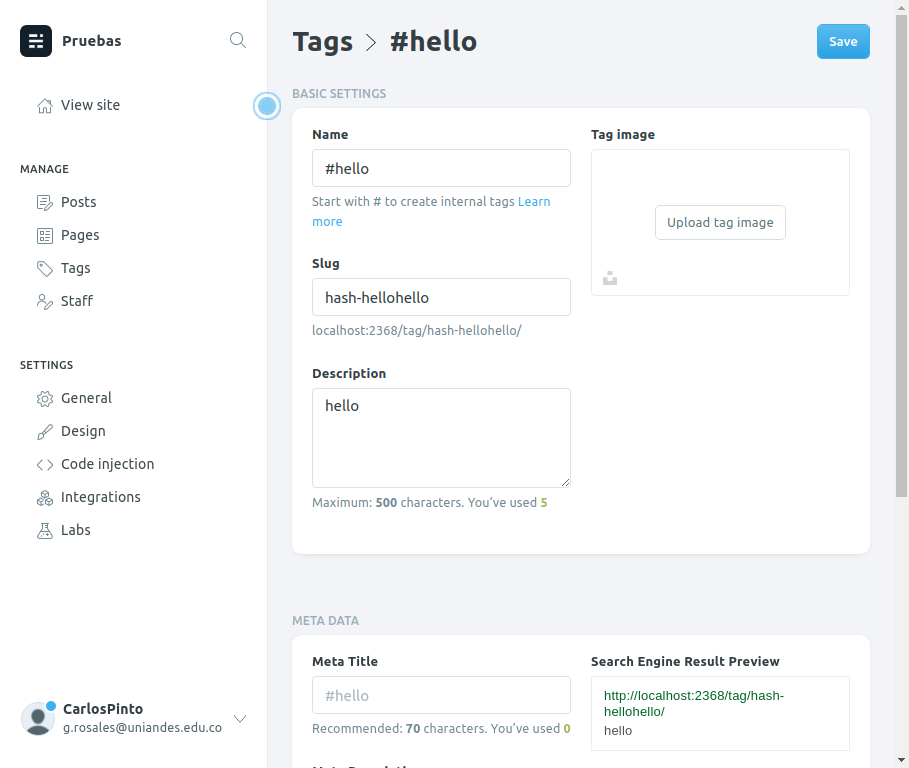 Pruebas
View site
MANAGE
Posts
Pages
Tags
Staff
SETTINGS
General
Design
Code injection
Integrations
Labs
CarlosPinto
g.rosales@uniandes.edu.co
Tags > #hello
Save
BASIC SETTINGS
Name
#hello
Start with # to create internal tags Learn
more
Slug
hash-hellohello
localhost:2368/tag/hash-hellohello/
Description
hello
Maximum: 500 characters. You’ve used 5
Tag image
Upload tag image
META DATA
Meta Title
#hello
Recommended: 70 characters. You’ve used 0
Search Engine Result Preview
http://localhost:2368/tag/hash-
hellohello/
hello